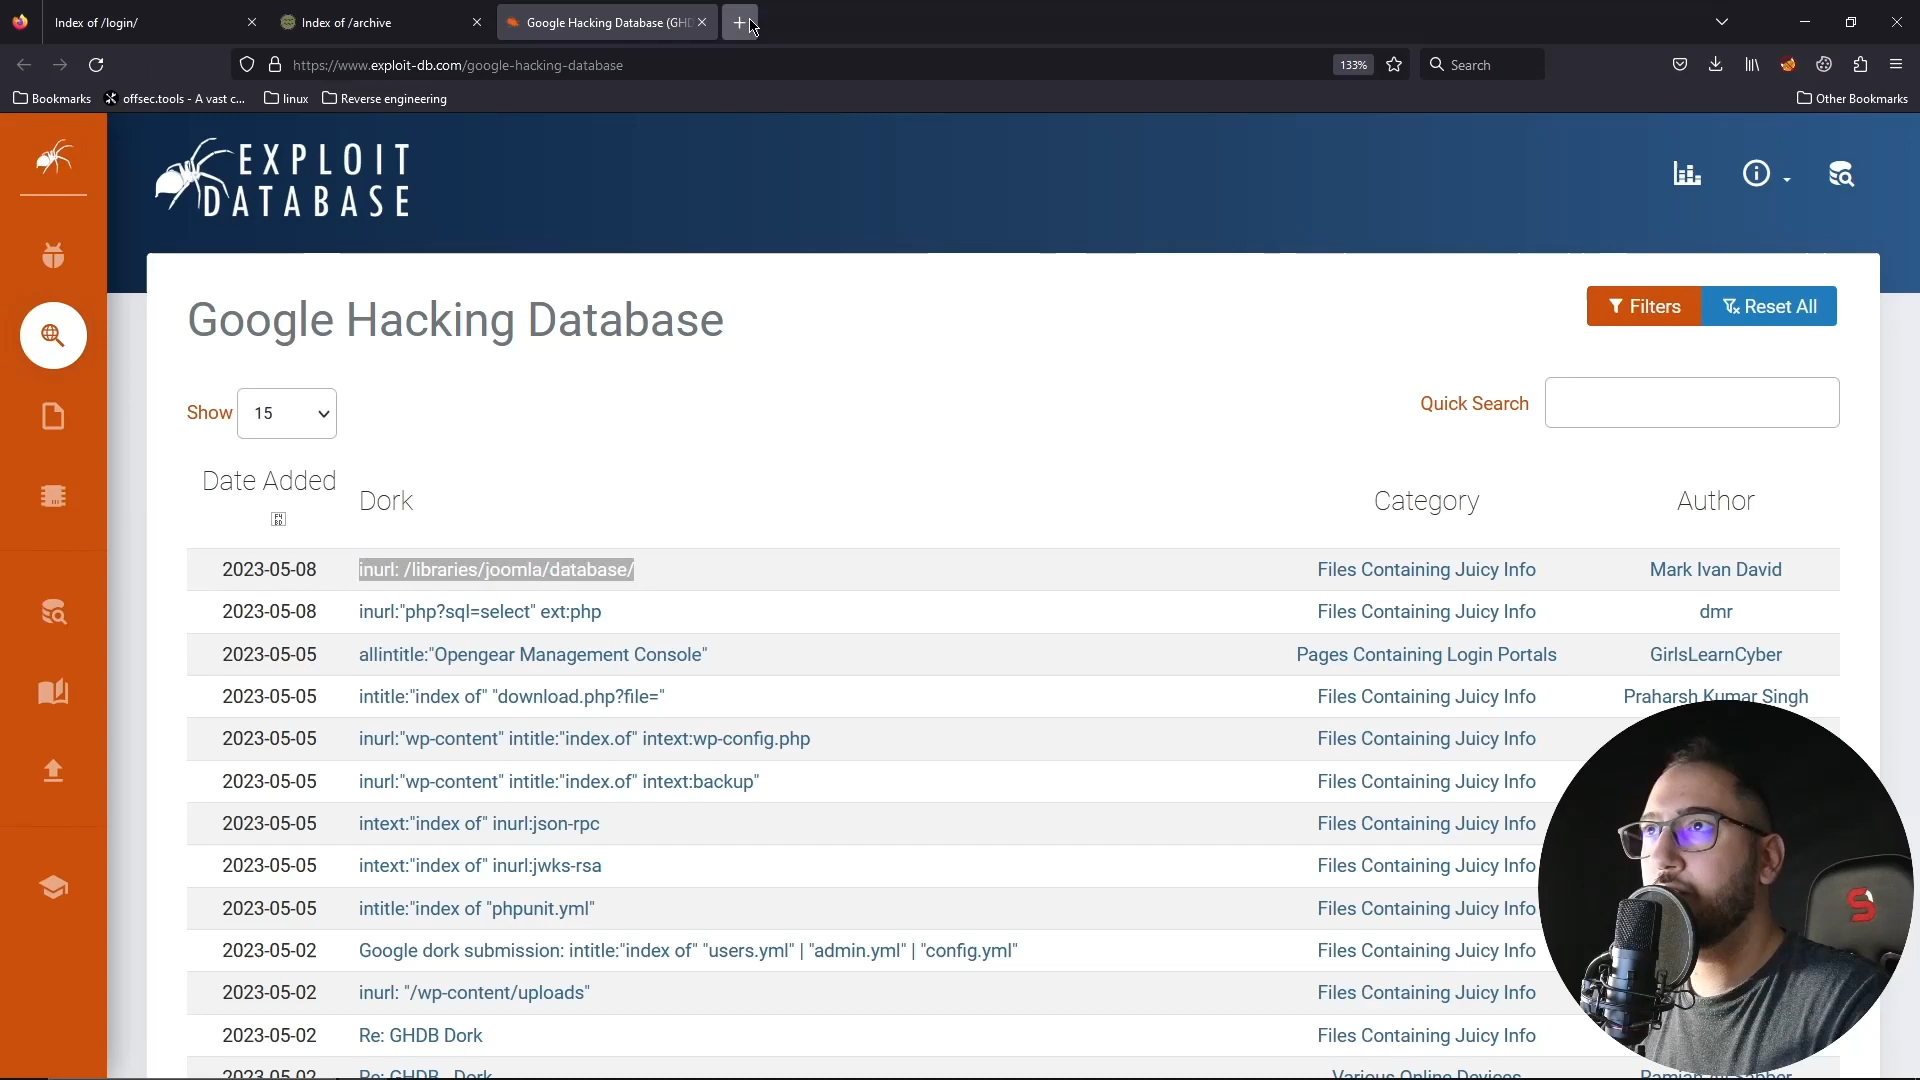 Index of /login/
Index of /archive
Google Hacking Database (GHD
https://www.exploit-db.com/google-hacking-database
133%
Search
Bookmarks
offsec.tools - A vast c...
linux
Reverse engineering
Other Bookmarks
EXPLOIT
DATABASE
Google Hacking Database
Filters
Reset All
Show 15
Quick Search
Date Added Dork Category Author
2023-05-08 inurl: /libraries/joomla/database/ Files Containing Juicy Info Mark Ivan David
2023-05-08 inurl:"php?sql=select" ext:php Files Containing Juicy Info dmr
2023-05-05 allintitle:"Opengear Management Console" Pages Containing Login Portals GirlsLearnCyber
2023-05-05 intitle:"index of" "download.php?file=" Files Containing Juicy Info Praharsh Kumar Singh
2023-05-05 inurl:"wp-content" intitle:"index.of" intext:wp-config.php Files Containing Juicy Info
2023-05-05 inurl:"wp-content" intitle:"index.of" intext:backup" Files Containing Juicy Info
2023-05-05 intext:"index of" inurl:json-rpc Files Containing Juicy Info
2023-05-05 intext:"index of" inurl:jwks-rsa Files Containing Juicy Info
2023-05-05 intitle:"index of "phpunit.yml" Files Containing Juicy Info
2023-05-02 Google dork submission: intitle:"index of" "users.yml" | "admin.yml" | "config.yml" Files Containing Juicy Info
2023-05-02 inurl: "/wp-content/uploads" Files Containing Juicy Info
2023-05-02 Re: GHDB Dork Files Containing Juicy Info
2023-05-02 Re: GHDB Dork Various Online Devices